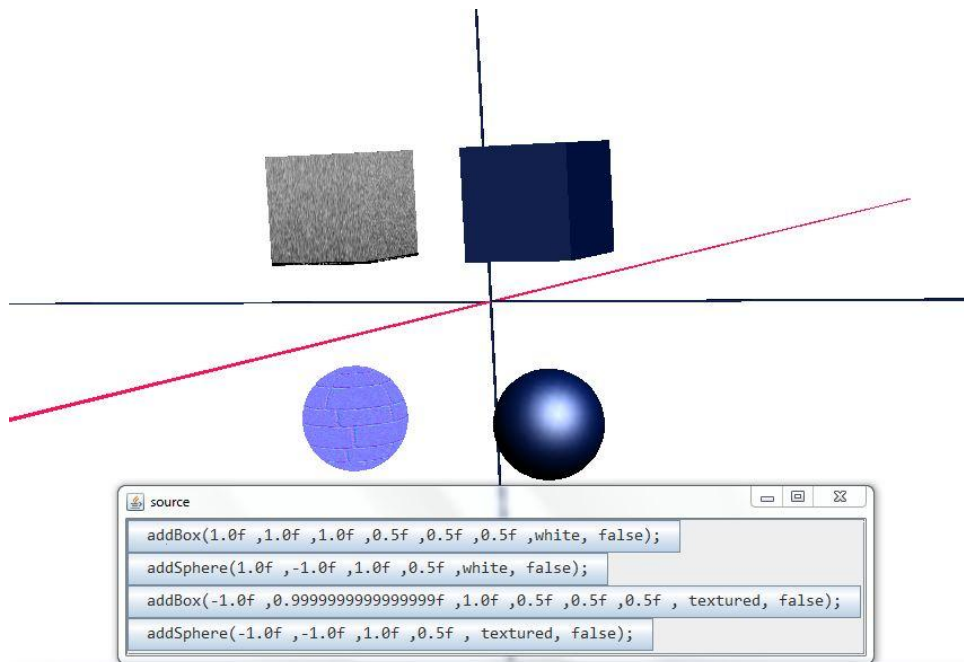 source
addBox(1.0f ,1.0f ,1.0f ,0.5f ,0.5f ,0.5f ,white, false);
addSphere(1.0f ,-1.0f ,1.0f ,0.5f ,white, false);
addBox(-1.0f ,0.9999999999999999f ,1.0f ,0.5f ,0.5f ,0.5f , textured, false);
addSphere(-1.0f ,-1.0f ,1.0f ,0.5f , textured, false);